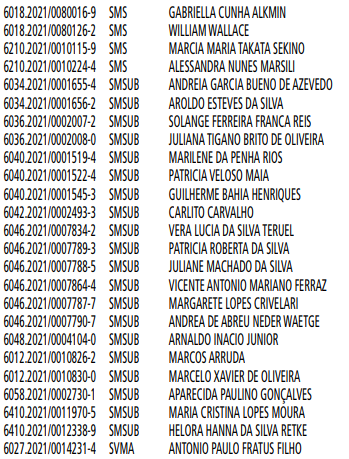 6018.2021/0080016-9 SMS GABRIELLA CUNHA ALKMIN
6018.2021/0080126-2 SMS WILLIAM WALLACE
6210.2021/0010115-9 SMS MARCIA MARIA TAKATA SEKINO
6210.2021/0010224-4 SMS ALESSANDRA NUNES MARSILI
6034.2021/0001655-4 SMSUB ANDREIA GARCIA BUENO DE AZEVEDO
6034.2021/0001656-2 SMSUB AROLDO ESTEVES DA SILVA
6036.2021/0002007-2 SMSUB SOLANGE FERREIRA FRANCA REIS
6036.2021/0002008-0 SMSUB JULIANA TIGANO BRITO DE OLIVEIRA
6040.2021/0001519-4 SMSUB MARILENE DA PENHA RIOS
6040.2021/0001522-4 SMSUB PATRICIA VELOSO MAIA
6040.2021/0001545-3 SMSUB GUILHERME BAHIA HENRIQUES
6042.2021/0002493-3 SMSUB CARLITO CARVALHO
6046.2021/0007834-2 SMSUB VERA LUCIA DA SILVA TERUEL
6046.2021/0007789-3 SMSUB PATRICIA ROBERTA DA SILVA
6046.2021/0007788-5 SMSUB JULIANE MACHADO DA SILVA
6046.2021/0007864-4 SMSUB VICENTE ANTONIO MARIANO FERRAZ
6046.2021/0007787-7 SMSUB MARGARETE LOPES CRIVELARI
6046.2021/0007790-7 SMSUB ANDREA DE ABREU NEDER WAETGE
6048.2021/0004104-0 SMSUB ARNALDO INACIO JUNIOR
6012.2021/0010826-2 SMSUB MARCOS ARRUDA
6012.2021/0010830-0 SMSUB MARCELO XAVIER DE OLIVEIRA
6058.2021/0002730-1 SMSUB APARECIDA PAULINO GONÇALVES
6410.2021/0011970-5 SMSUB MARIA CRISTINA LOPES MOURA
6410.2021/0012338-9 SMSUB HELORA HANNA DA SILVA RETKE
6027.2021/0014231-4 SVMA ANTONIO PAULO FRATUS FILHO